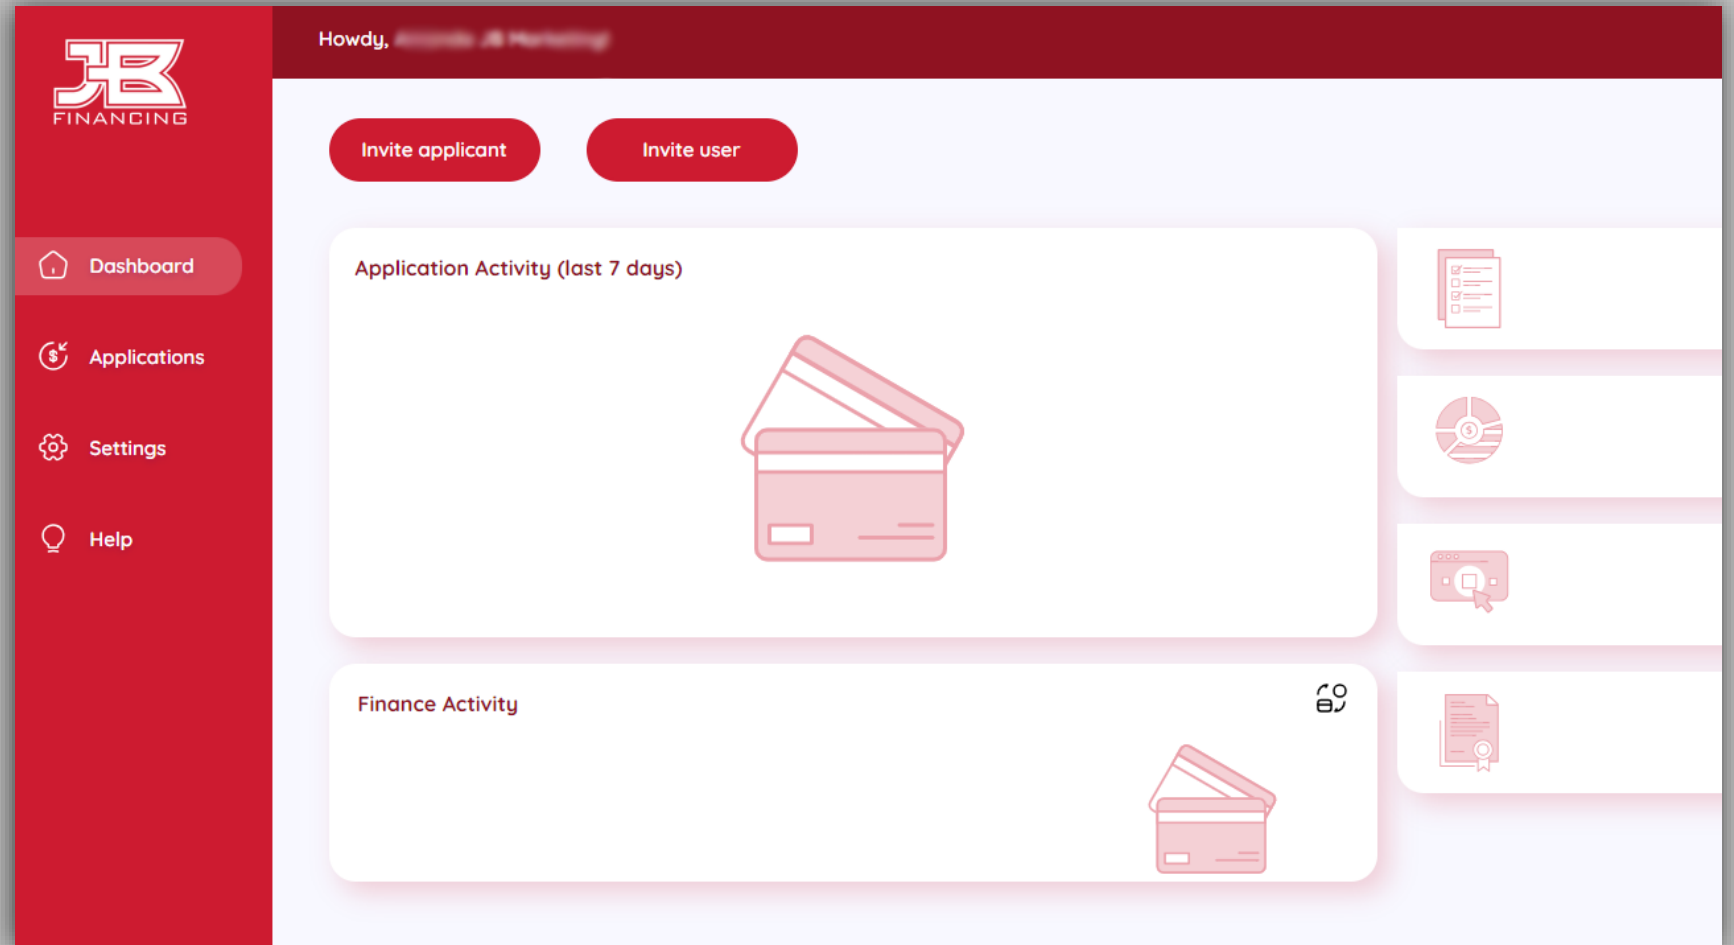 JB
FINANCING
Howdy,
Invite applicant
Invite user
Dashboard
Applications
Settings
Help
Application Activity (last 7 days)
Finance Activity